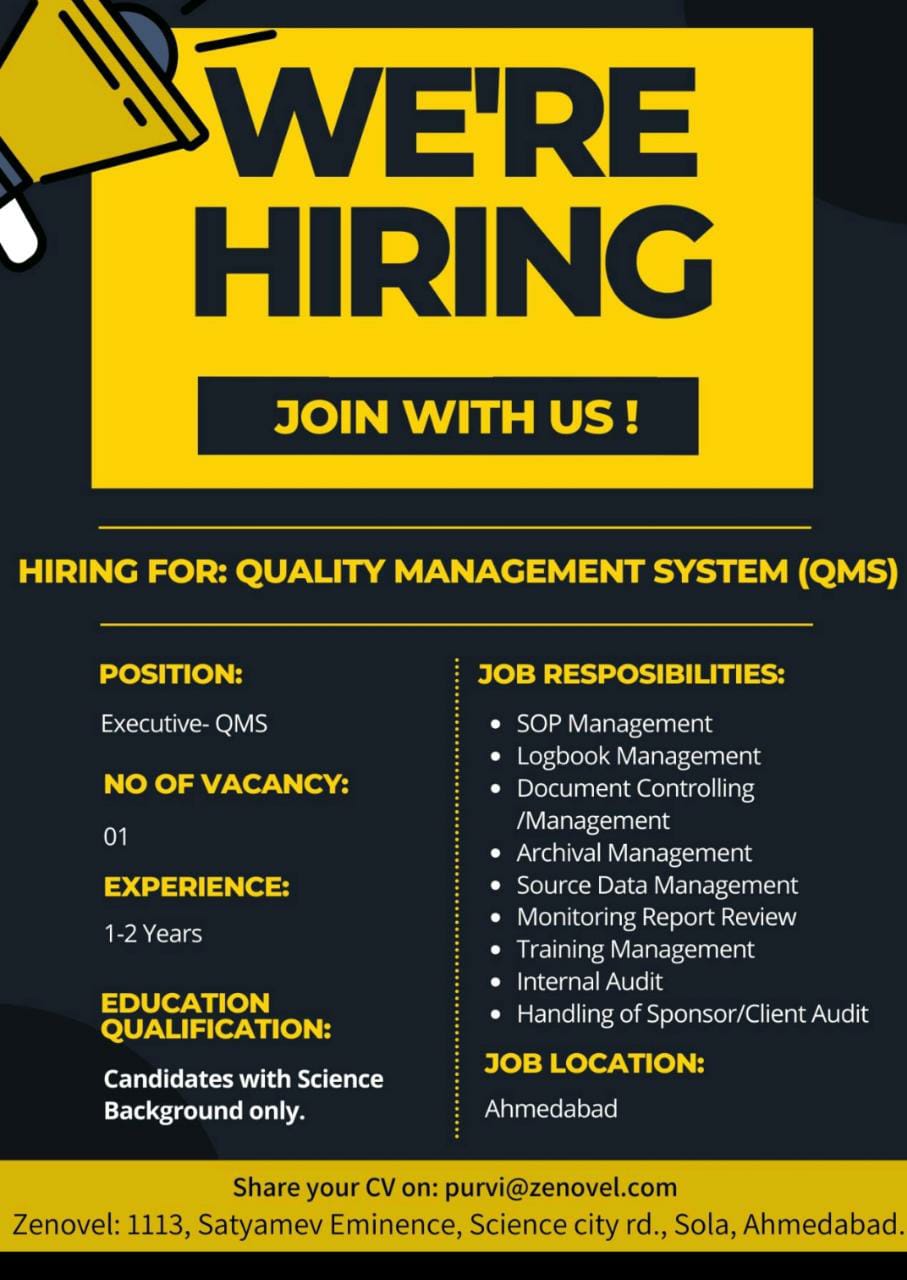 WE'RE
HIRING
JOIN WITH US !
HIRING FOR: QUALITY MANAGEMENT SYSTEM (QMS)
POSITION:
Executive- QMS
NO OF VACANCY:
01
EXPERIENCE:
1-2 Years
EDUCATION
QUALIFICATION:
Candidates with Science
Background only.
JOB RESPOSIBILITIES:
• SOP Management
• Logbook Management
• Document Controlling
/Management
• Archival Management
• Source Data Management
• Monitoring Report Review
• Training Management
• Internal Audit
• Handling of Sponsor/Client Audit
JOB LOCATION:
Ahmedabad
Share your CV on: purvi@zenovel.com
Zenovel: 1113, Satyamev Eminence, Science city rd., Sola, Ahmedabad.